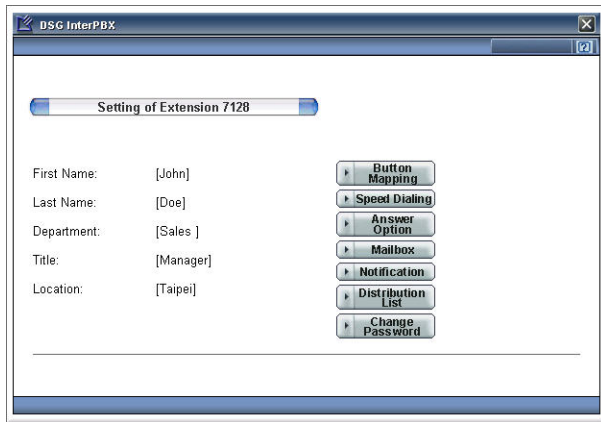 DSG InterPBX
[?]
Setting of Extension 7128
First Name: [John]
Last Name: [Doe]
Department: [Sales ]
Title: [Manager]
Location: [Taipei]
Button
Mapping
Speed Dialing
Answer
Option
Mailbox
Notification
Distribution
List
Change
Password